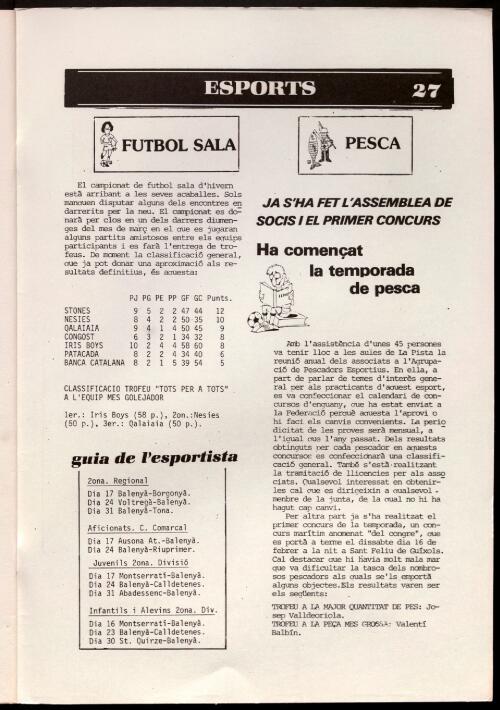 ESPORTS 27
FUTBOL SALA
El campionat de futbol sala d'hivern
està arribant a les seves acaballes. Sols
manquen disputar alguns dels encontres en
darrerits per la neu. El campionat es do-
narà per clos en un dels darrers diumen-
ges del mes de març en el que es jugaran
alguns partits amistosos entre els equips
participants i es farà l'entrega de tro-
feus. De moment la classificació general,
que ja pot donar una aproximació als re-
sultats definitius, és aquesta:
PJ PG PE PP GF GC Punts.
STONES 9 5 2 2 47 44 12
NESIES 8 4 2 2 50 35 10
QALAIAIA 9 4 1 4 50 45 9
CONGOST 6 3 2 1 34 32 8
IRIS BOYS 10 2 4 4 58 60 8
PATACADA 8 2 2 4 34 40 6
BANCA CATALANA 8 2 1 5 39 54 5
CLASSIFICACIO TROFEU "TOTS PER A TOTS"
A L'EQUIP MES GOLEJADOR
1er.: Iris Boys (58 p.), 2on.:Nesies
(50 p.), 3er.: Qalaiaia (50 p.).
guia de l'esportista
2ona. Regional
Dia 17 Balenyà-Borgonyà.
Dia 24 Voltregà-Balenyà.
Dia 31 Balenyà-Tona.
Aficionats. C. Comarcal
Dia 17 Ausona At.-Balenyà.
Dia 24 Balenyà-Riuprimer.
Juvenils 2ona. Divisió
Dia 17 Montserratí-Balenyà.
Dia 24 Balenyà-Calldetenes.
Dia 31 Abadessenc-Balenyà.
Infantils i Alevins 2ona. Div.
Dia 16 Montserratí-Balenyà.
Dia 23 Balenyà-Calldetenes.
Dia 30 St. Quirze-Balenyà.
PESCA
JA S'HA FET L'ASSEMBLEA DE
SOCIS I EL PRIMER CONCURS
Ha començat
la temporada
de pesca
Amb l'assistència d'unes 45 persones
va tenir lloc a les aules de La Pista la
reunió anual dels associats a l'Agrupa-
ció de Pescadors Esportius. En ella, a
part de parlar de temes d'interès gene-
ral per als practicants d'aquest esport,
es va confeccionar el calendari de con-
cursos d'enguany, que ha estat enviat a
la Federació perquè aquesta l'aprovi o
hi faci els canvis convenients. La perio
dicitat de les proves serà mensual, a
l'igual que l'any passat. Dels resultats
obtinguts per cada pescador en aquests
concursos es confeccionarà una classifi-
cació general. També s'està realitzant
la tramitació de llicencies per als asso
ciats. Qualsevol interessat en obtenir-
les cal que es dirigeixin a qualsevol
membre de la junta, de la qual no hi ha
hagut cap canvi.
Per altra part ja s'ha realitzat el
primer concurs de la temporada, un con-
curs marítim anomenat "del congre", que
es portà a terme el dissabte dia 16 de
febrer a la nit a Sant Feliu de Guíxols.
Cal destacar que hi havia molt mala mar
que va dificultar la tasca dels nombro-
sos pescadors als quals se'ls emportà
alguns objectes.Els resultats varen ser
els següents:
TROFEU A LA MAJOR QUANTITAT DE PES: Jo-
sep Valldeoriola.
TROFEU A LA PEÇA MES GROSSA: Valentí
Balbín.